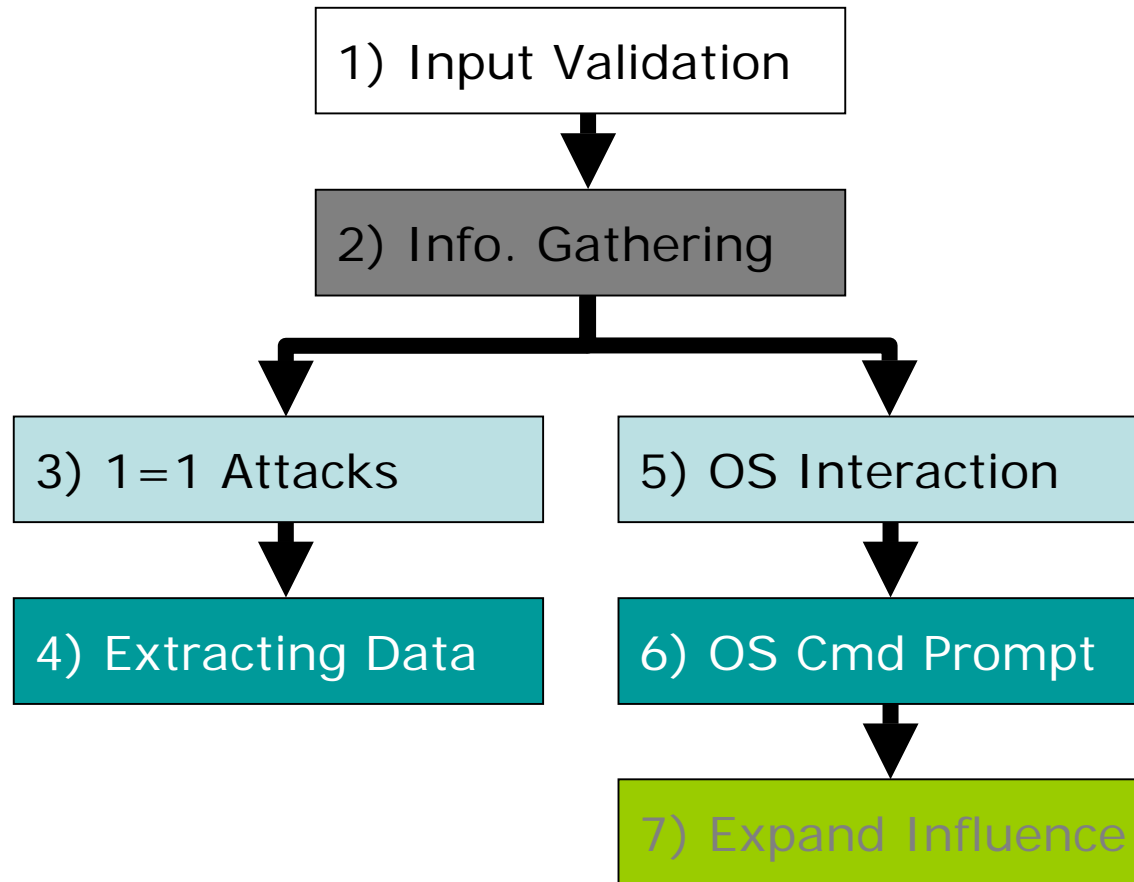 1) Input Validation
2) Info. Gathering
3) 1=1 Attacks
5) OS Interaction
4) Extracting Data
6) OS Cmd Prompt
7) Expand Influence